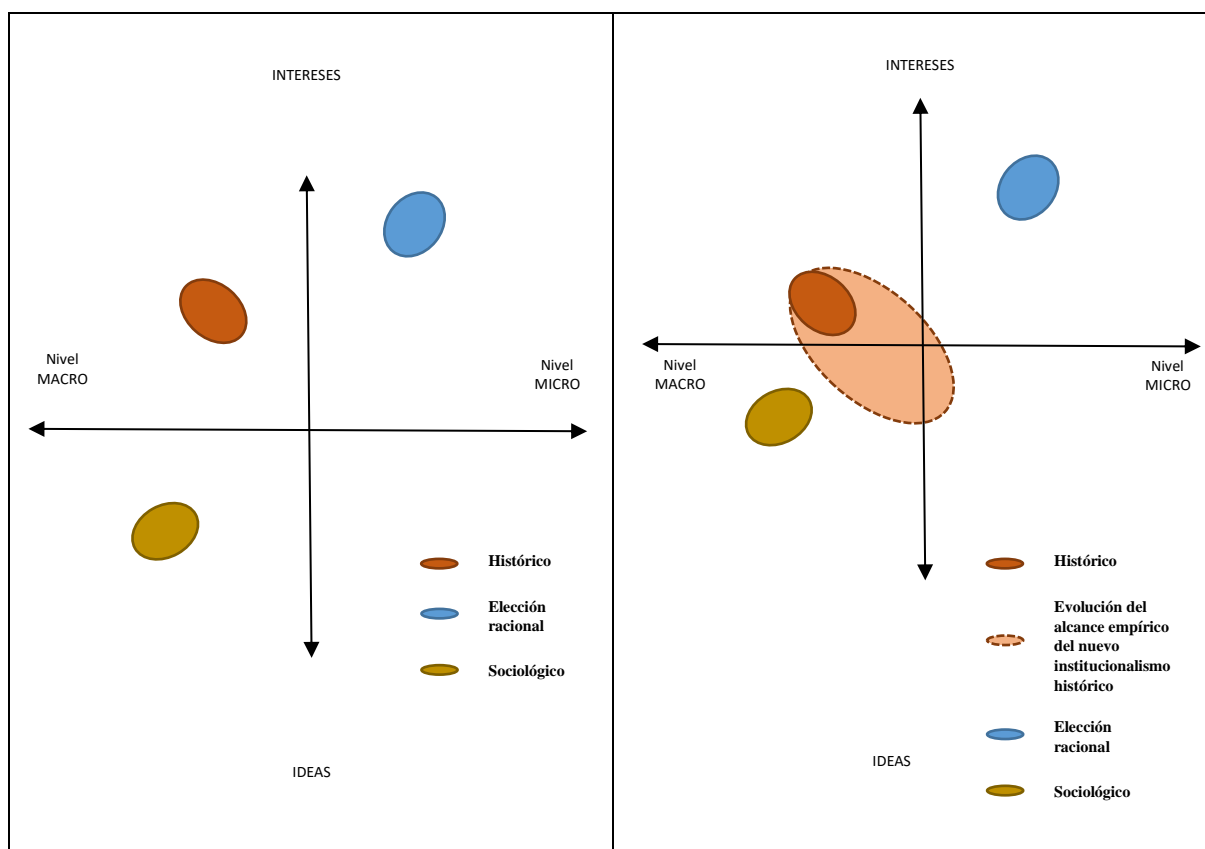 INTERESES
Nivel
MACRO
Nivel
MICRO
Histórico
Elección
racional
Sociológico
IDEAS
INTERESES
Nivel
MACRO
Nivel
MICRO
Histórico
Evolución del
alcance empírico
del nuevo
institucionalismo
histórico
Elección
racional
IDEAS
Sociológico